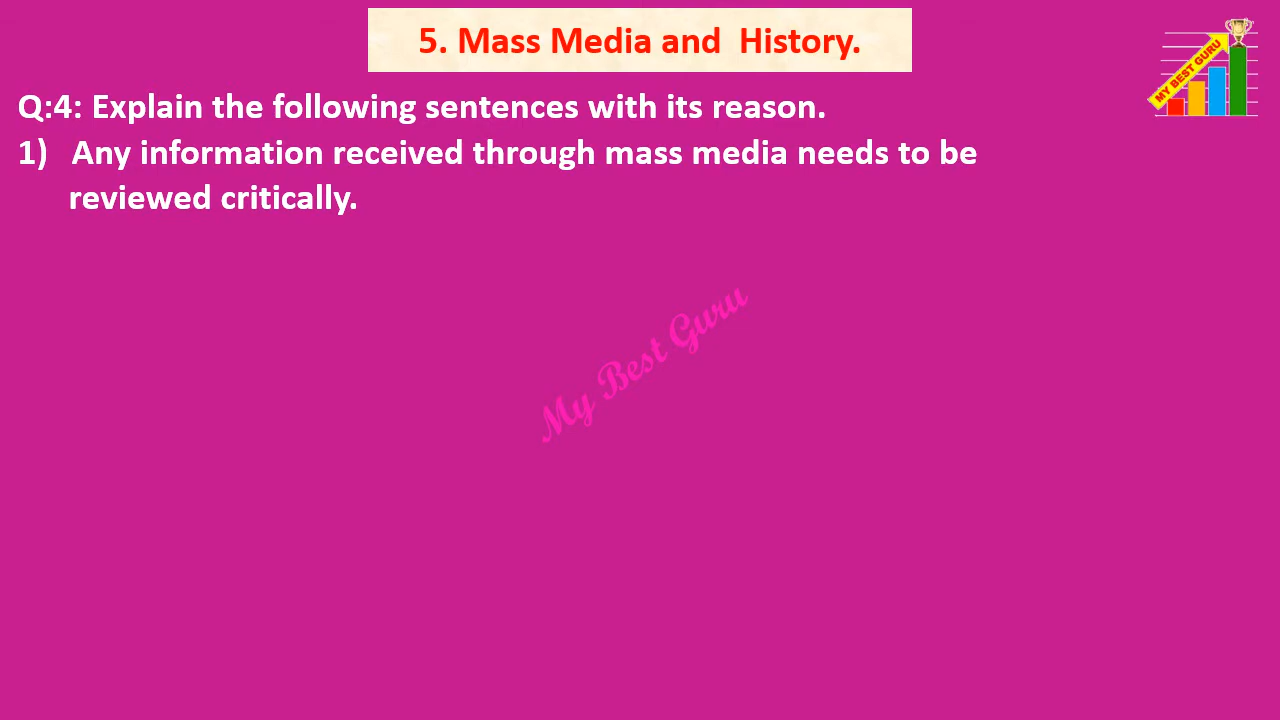 5. Mass Media and  History.
MY BEST GURU
Q:4: Explain the following sentences with its reason.
1)   Any information received through mass media needs to be
reviewed critically.
My Best Guru